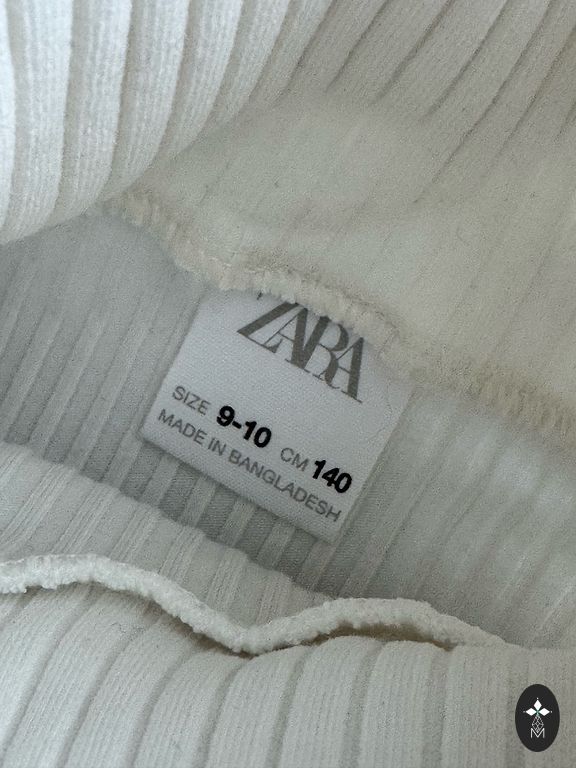 ZARA
SIZE 9-10 CM 140
MADE IN BANGLADESH
M